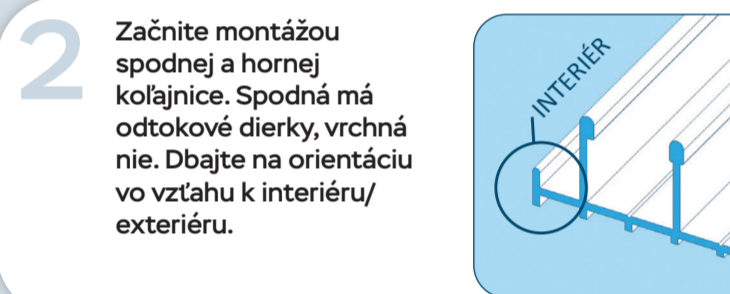 2
Začnite montážou
spodnej a hornej
koľajnice. Spodná má
odtokové dierky, vrchná
nie. Dbajte na orientáciu
vo vzťahu k interiéru/
exteriéru.
INTERIÉR